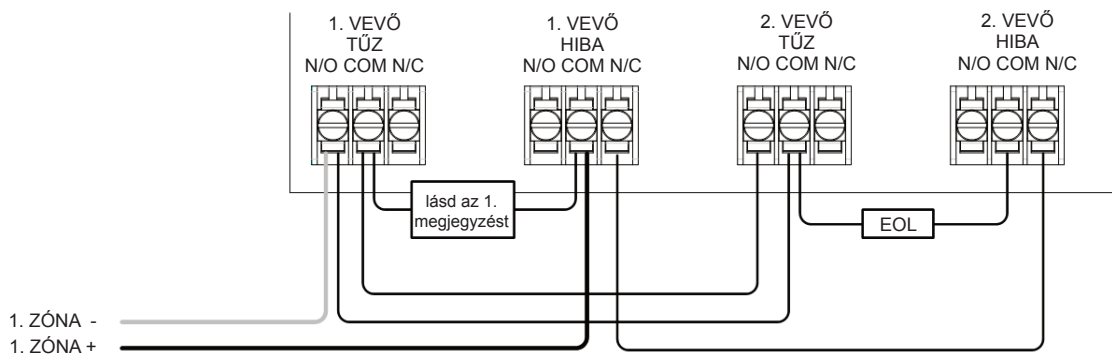 1. VEVŐ
TŰZ
N/O COM N/C
1. VEVŐ
HIBA
N/O COM N/C
2. VEVŐ
TŰZ
N/O COM N/C
2. VEVŐ
HIBA
N/O COM N/C
lásd az 1.
megjegyzést
EOL
1. ZÓNA -
1. ZÓNA +